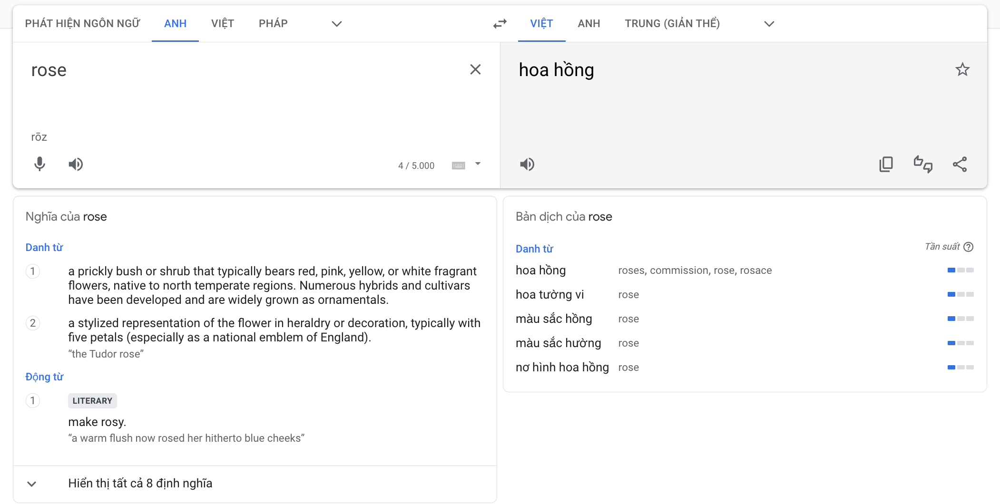 PHÁT HIỆN NGÔN NGỮ ANH VIỆT PHÁP VIỆT ANH TRUNG (GIẢN THỂ)
rose
rōz
4 / 5.000
hoa hồng
Nghĩa của rose
Danh từ
1 a prickly bush or shrub that typically bears red, pink, yellow, or white fragrant
flowers, native to north temperate regions. Numerous hybrids and cultivars
have been developed and are widely grown as ornamentals.
2 a stylized representation of the flower in heraldry or decoration, typically with
five petals (especially as a national emblem of England).
“the Tudor rose”
Động từ
1 LITERARY
make rosy.
“a warm flush now rosed her hitherto blue cheeks”
Hiển thị tất cả 8 định nghĩa
Bản dịch của rose
Danh từ Tần suất ?
hoa hồng roses, commission, rose, rosace
hoa tường vi rose
màu sắc hồng rose
màu sắc hường rose
nơ hình hoa hồng rose